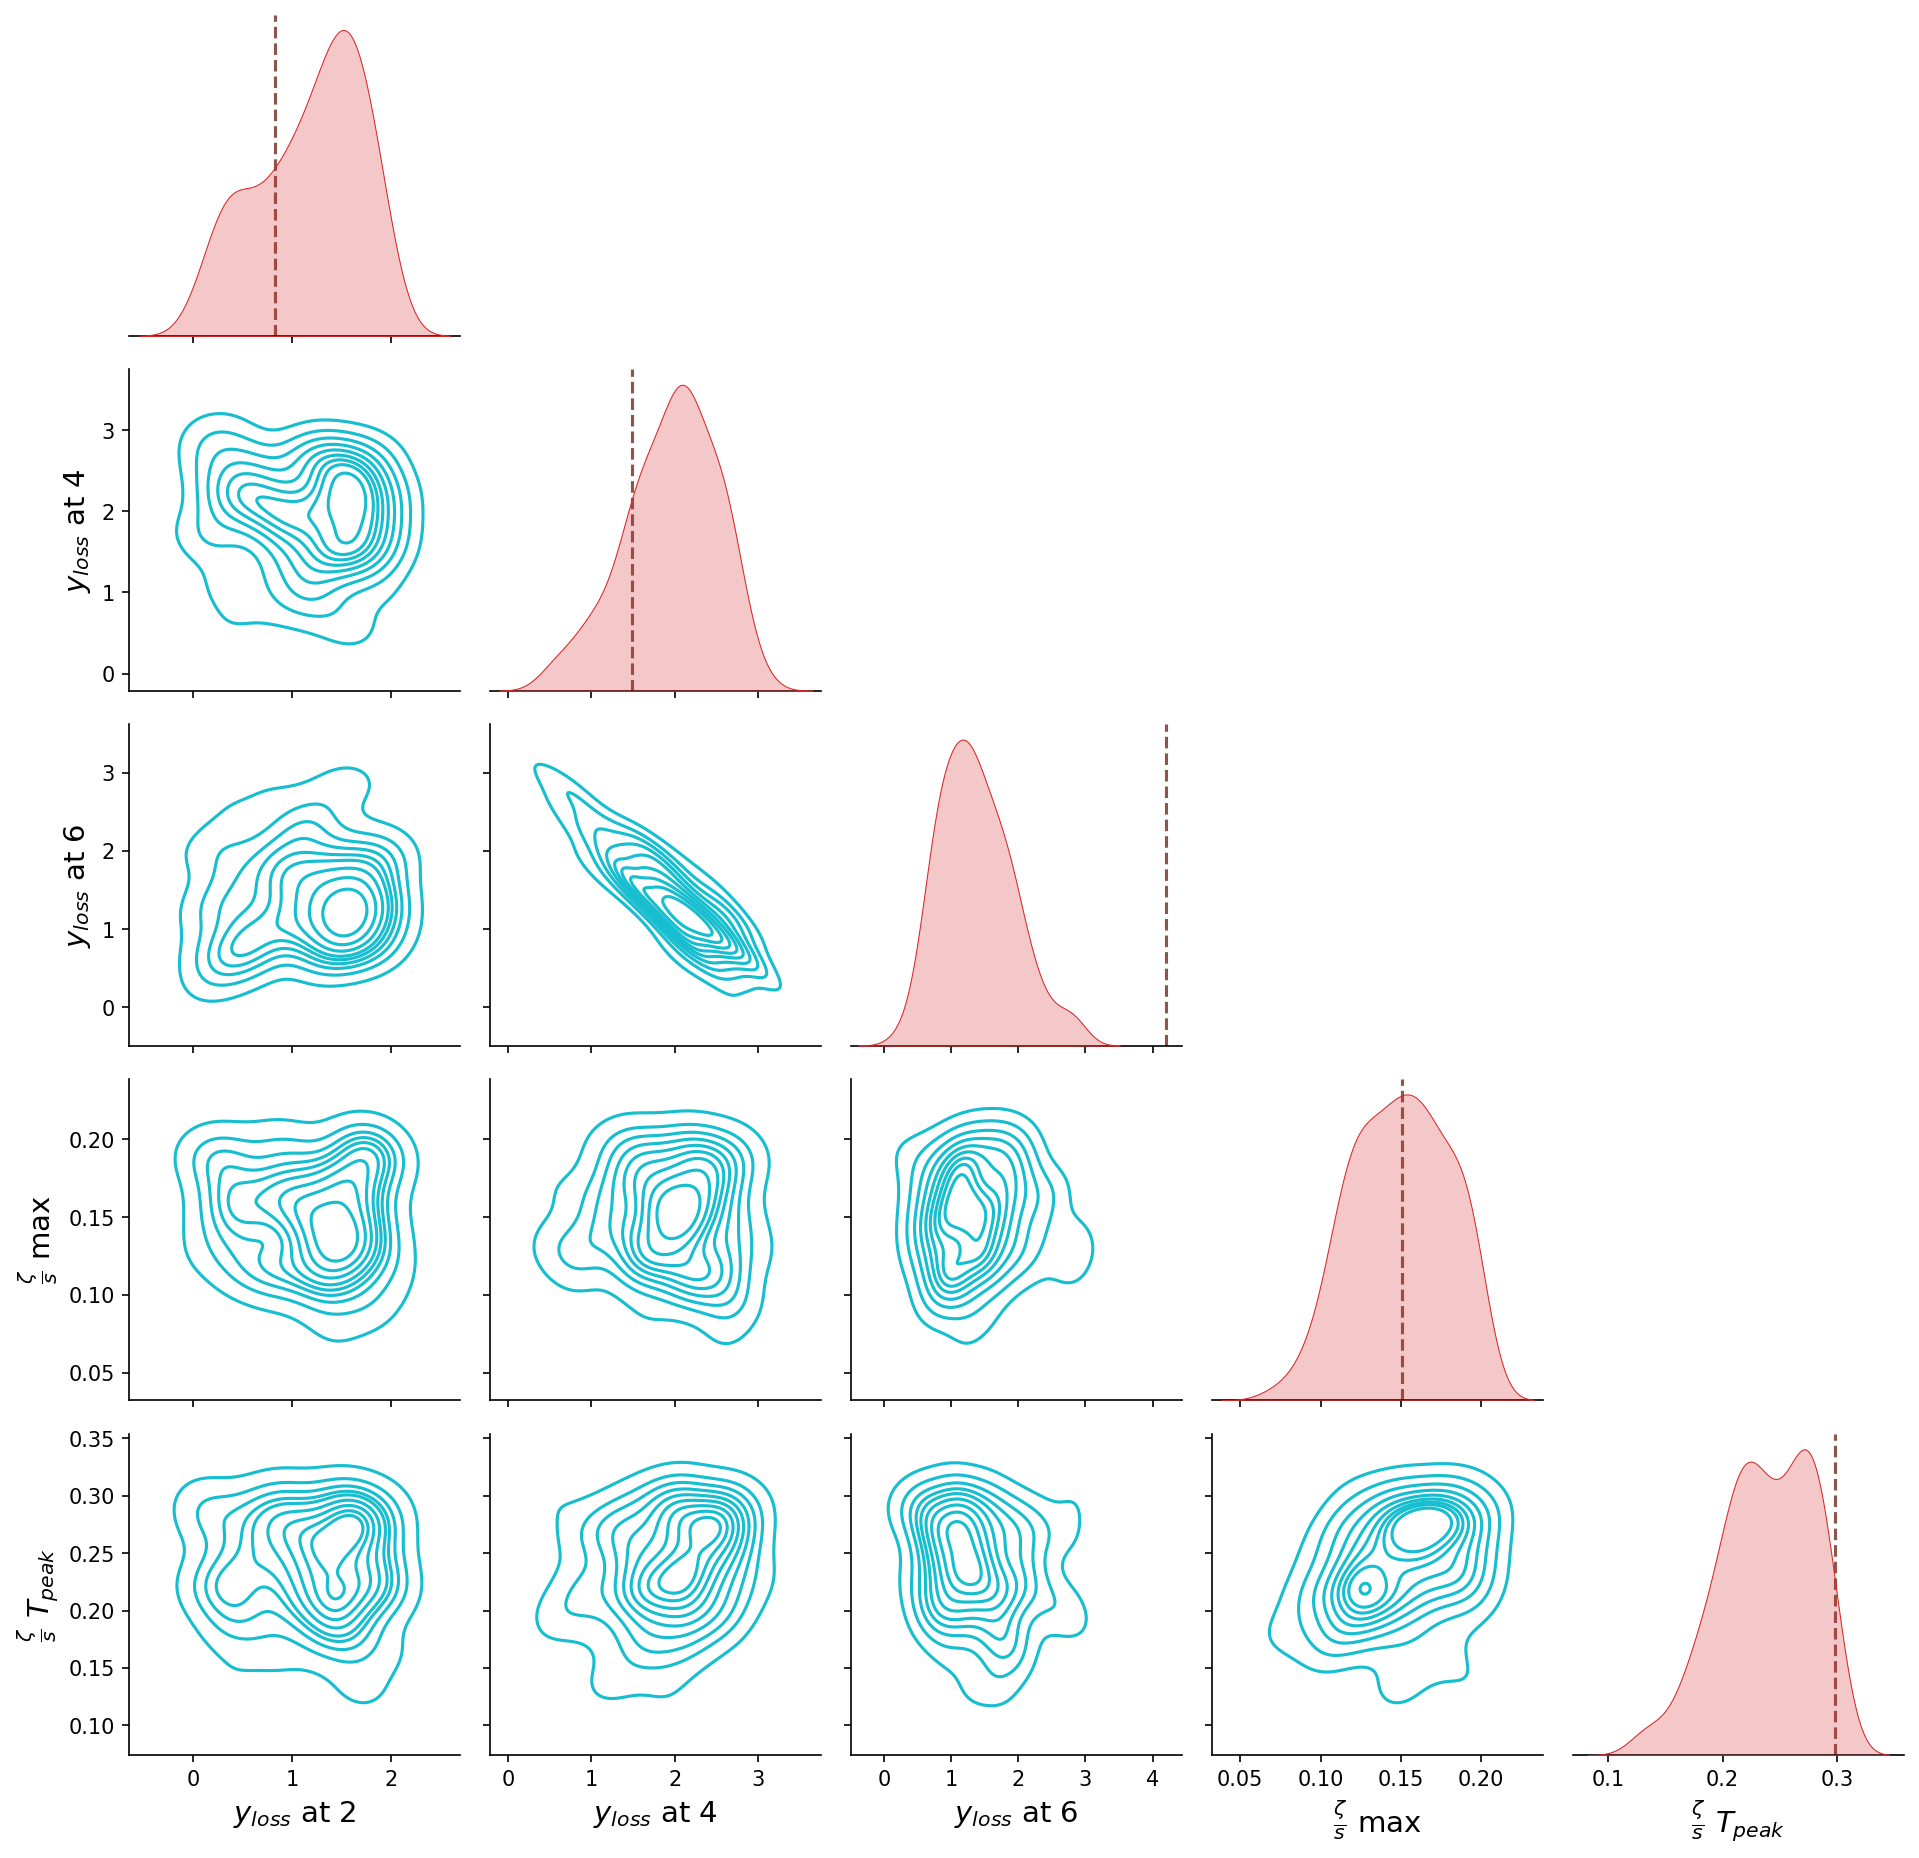 3
2
1
0
y_loss at 4
3
2
1
0
y_loss at 6
0.20
0.15
0.10
0.05
ζ/s max
0.35
0.30
0.25
0.20
0.15
0.10
ζ/s T_peak
0 1 2
y_loss at 2
0 1 2 3
y_loss at 4
0 1 2 3 4
y_loss at 6
0.05 0.10 0.15 0.20
ζ/s max
0.1 0.2 0.3
ζ/s T_peak